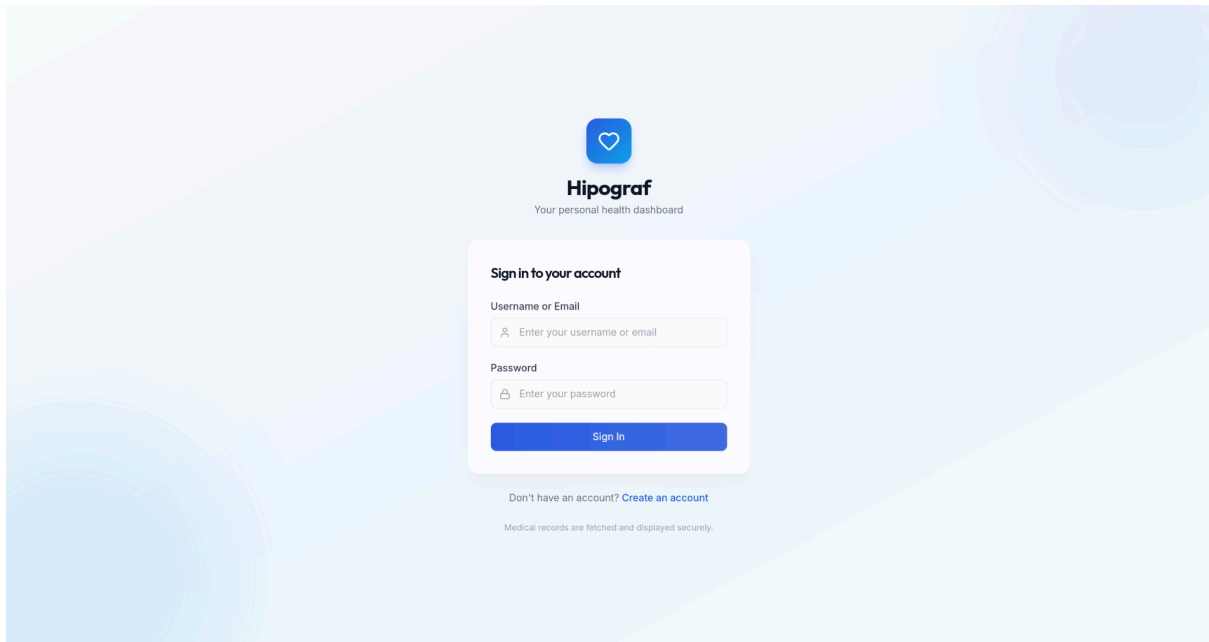 Hipograf
Your personal health dashboard
Sign in to your account
Username or Email
Enter your username or email
Password
Enter your password
Sign In
Don't have an account? Create an account
Medical records are fetched and displayed securely.